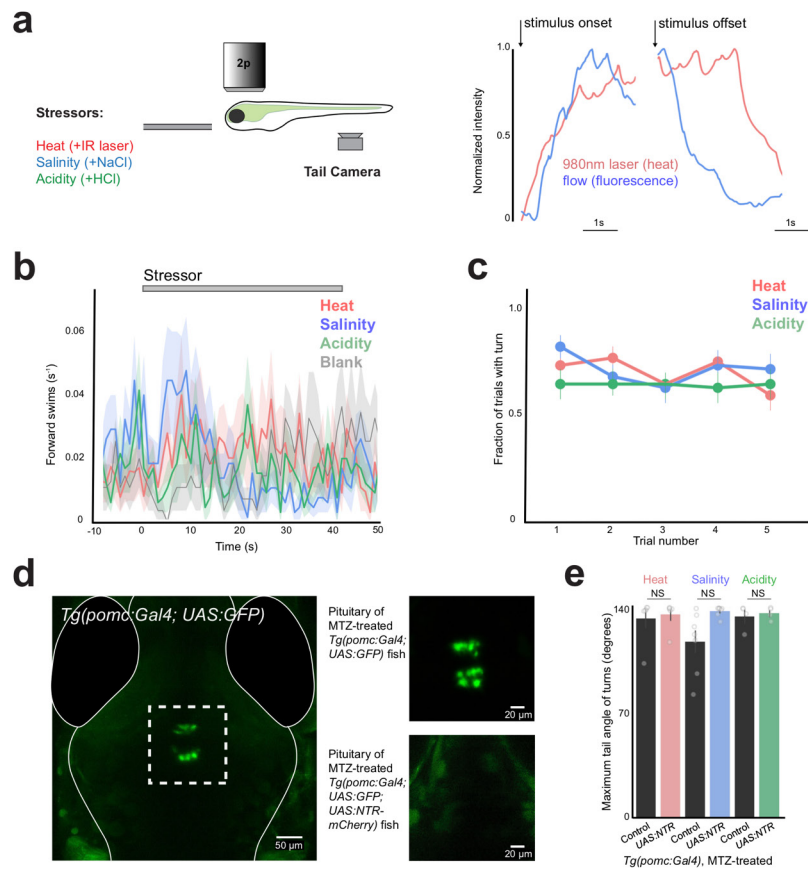 a
2p
Stressors:
Heat (+IR laser)
Salinity (+NaCl)
Acidity (+HCl)
Tail Camera
stimulus onset
stimulus offset
Normalized intensity
1.0
0.5
0
980nm laser (heat)
flow (fluorescence)
1s
1s
b
Stressor
Heat
Salinity
Acidity
Blank
Forward swims (s⁻¹)
0.06
0.04
0.02
0
-10
0
10
20
30
40
50
Time (s)
c
Heat
Salinity
Acidity
Fraction of trials with turn
1.0
0.5
0
1
2
3
4
5
Trial number
d
Tg(pomc:Gal4; UAS:GFP)
50 µm
Pituitary of
MTZ-treated
Tg(pomc:Gal4;
UAS:GFP) fish
20 µm
Pituitary of
MTZ-treated
Tg(pomc:Gal4;
UAS:GFP;
UAS:NTR-
mCherry) fish
20 µm
e
Heat
Salinity
Acidity
NS
NS
NS
Maximum tail angle of turns (degrees)
140
70
0
Control
UAS:NTR
Control
UAS:NTR
Control
UAS:NTR
Tg(pomc:Gal4), MTZ-treated